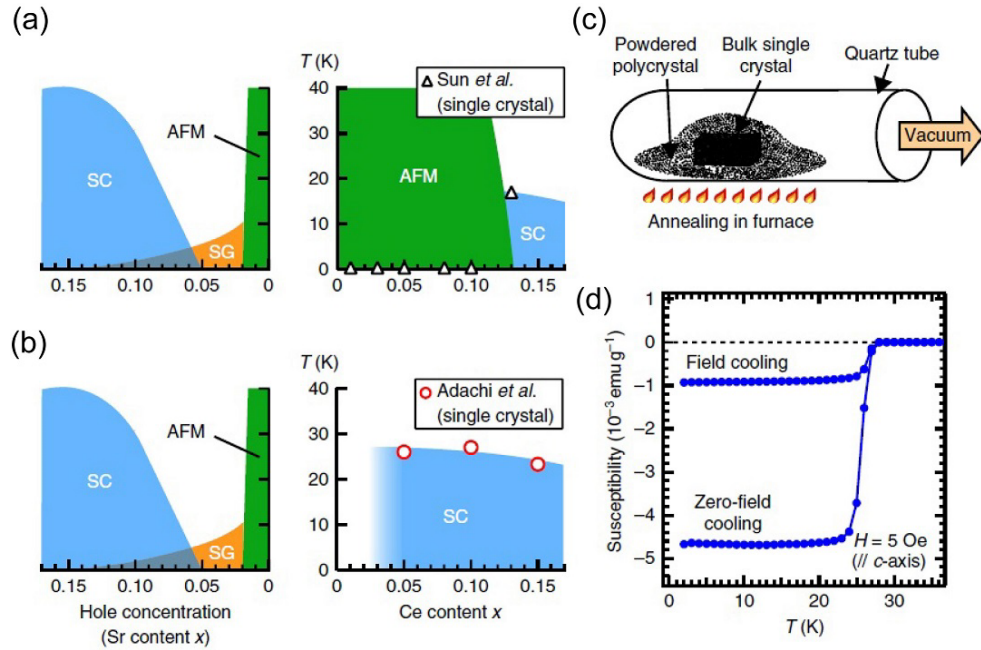 (a)
SC
AFM
SG
0.15 0.10 0.05 0
T (K)
40
30
20
10
0
AFM
SC
Sun et al.
(single crystal)
0 0.05 0.10 0.15
(b)
SC
AFM
SG
0.15 0.10 0.05 0
Hole concentration
(Sr content x)
T (K)
40
30
20
10
0
Adachi et al.
(single crystal)
SC
0 0.05 0.10 0.15
Ce content x
(c)
Powdered
polycrystal
Bulk single
crystal
Quartz tube
Vacuum
Annealing in furnace
(d)
Susceptibility (10⁻³ emu g⁻¹)
1
0
−1
−2
−3
−4
−5
Field cooling
Zero-field
cooling
H = 5 Oe
(// c-axis)
0 10 20 30
T (K)